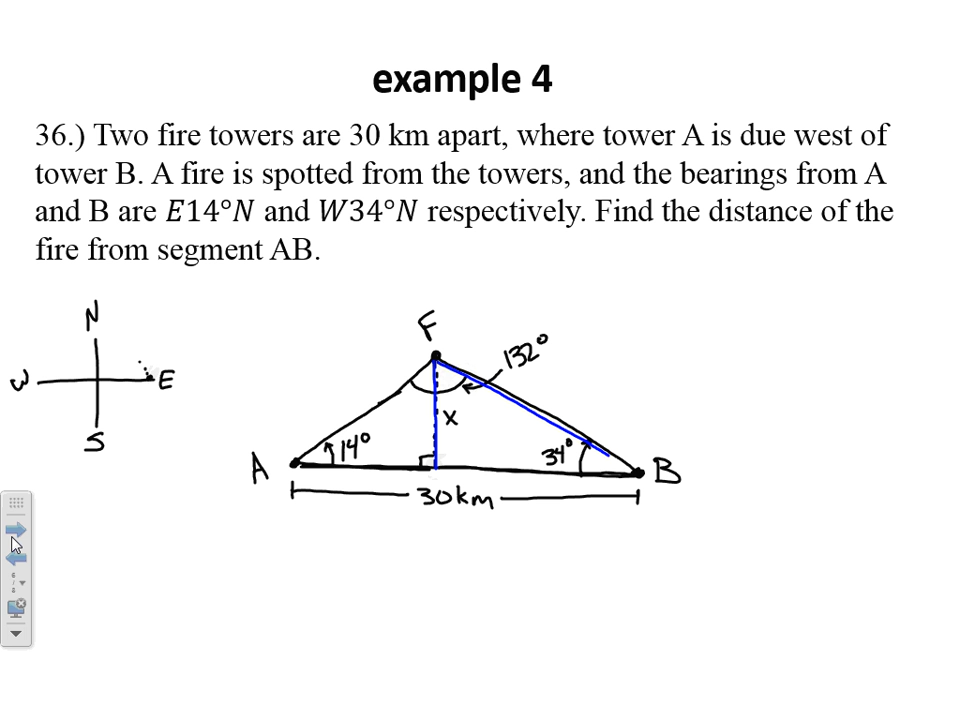 example 4
36.) Two fire towers are 30 km apart, where tower A is due west of
tower B. A fire is spotted from the towers, and the bearings from A
and B are E14°N and W34°N respectively. Find the distance of the
fire from segment AB.
N
W E
S
F
132°
x
A 14° 34° B
30km